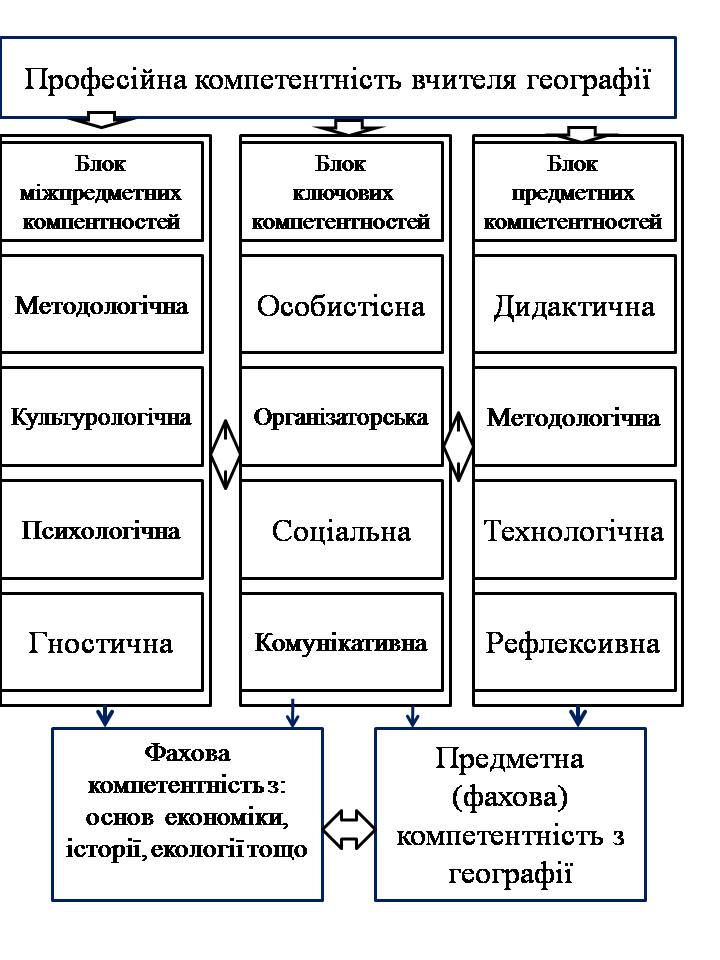 Професійна компетентність вчителя географії
Блок
міжпредметних
компентностей
Методологічна
Культурологічна
Психологічна
Гностична
Блок
ключових
компетентностей
Особистісна
Організаторська
Соціальна
Комунікативна
Блок
предметних
компетентностей
Дидактична
Методологічна
Технологічна
Рефлексивна
Фахова
компетентність з:
основ економіки,
історії, екології тощо
Предметна
(фахова)
компетентність з
географії